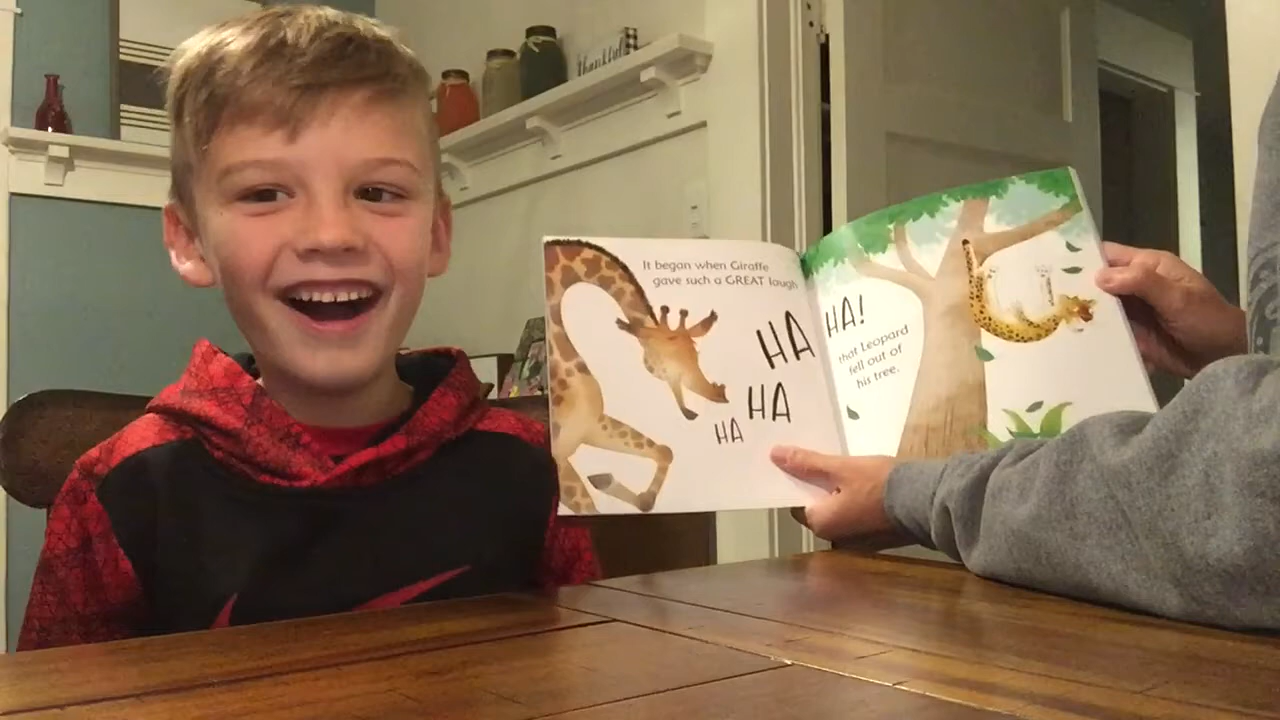 thankful
It began when Giraffe
gave such a GREAT laugh
HA
HA
HA
HA!
that Leopard
fell out of
his tree.